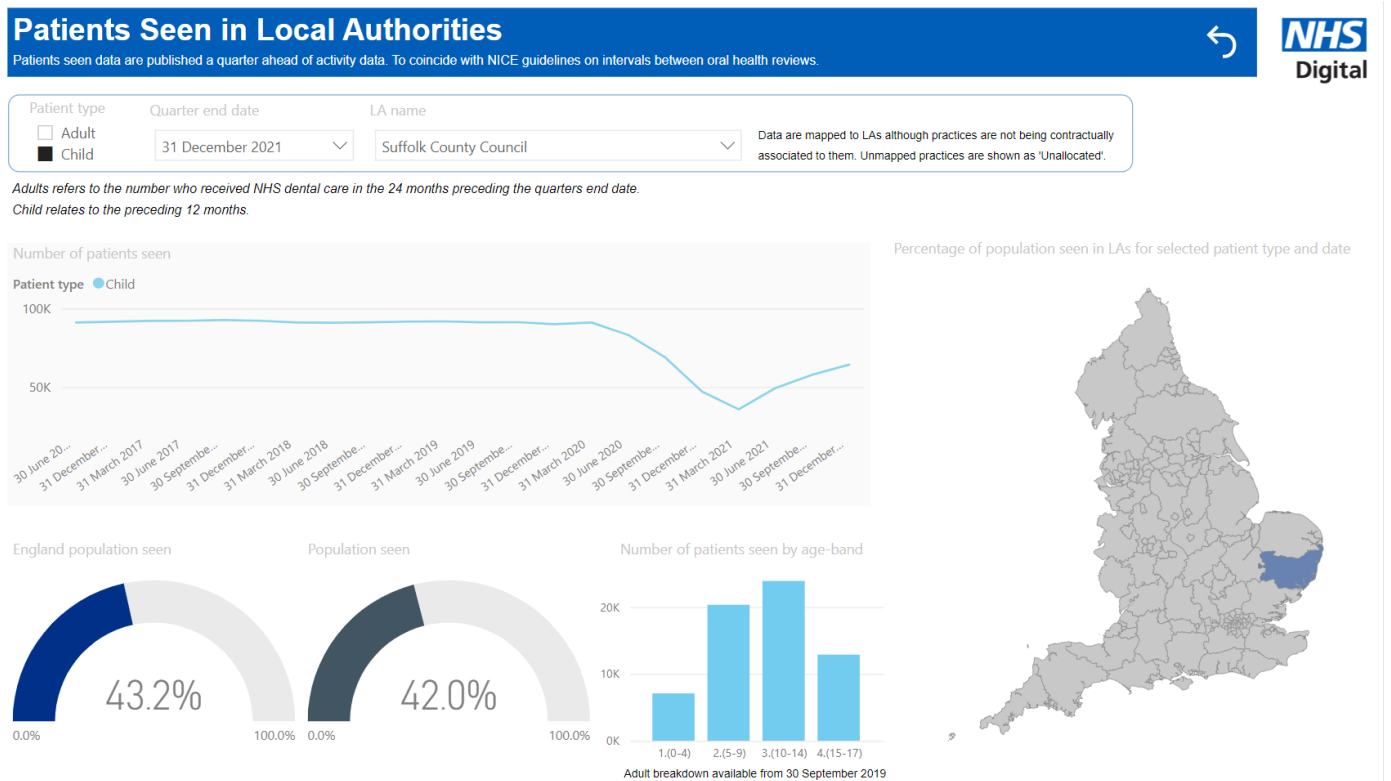 Patients Seen in Local Authorities
Patients seen data are published a quarter ahead of activity data. To coincide with NICE guidelines on intervals between oral health reviews.
NHS
Digital
Patient type
Adult
Child
Quarter end date
31 December 2021
LA name
Suffolk County Council
Data are mapped to LAs although practices are not being contractually
associated to them. Unmapped practices are shown as 'Unallocated'.
Adults refers to the number who received NHS dental care in the 24 months preceding the quarters end date.
Child relates to the preceding 12 months.
Number of patients seen
Patient type Child
100K
50K
30 June 20...
31 December...
31 March 2017
30 June 2017
30 Septembe...
31 December...
31 March 2018
30 June 2018
30 Septembe...
31 December...
31 March 2019
30 June 2019
30 Septembe...
31 December...
31 March 2020
30 June 2020
30 Septembe...
31 December...
31 March 2021
30 June 2021
30 Septembe...
31 December...
Percentage of population seen in LAs for selected patient type and date
England population seen
43.2%
0.0% 100.0%
Population seen
42.0%
0.0% 100.0%
Number of patients seen by age-band
20K
10K
0K
1.(0-4) 2.(5-9) 3.(10-14) 4.(15-17)
Adult breakdown available from 30 September 2019